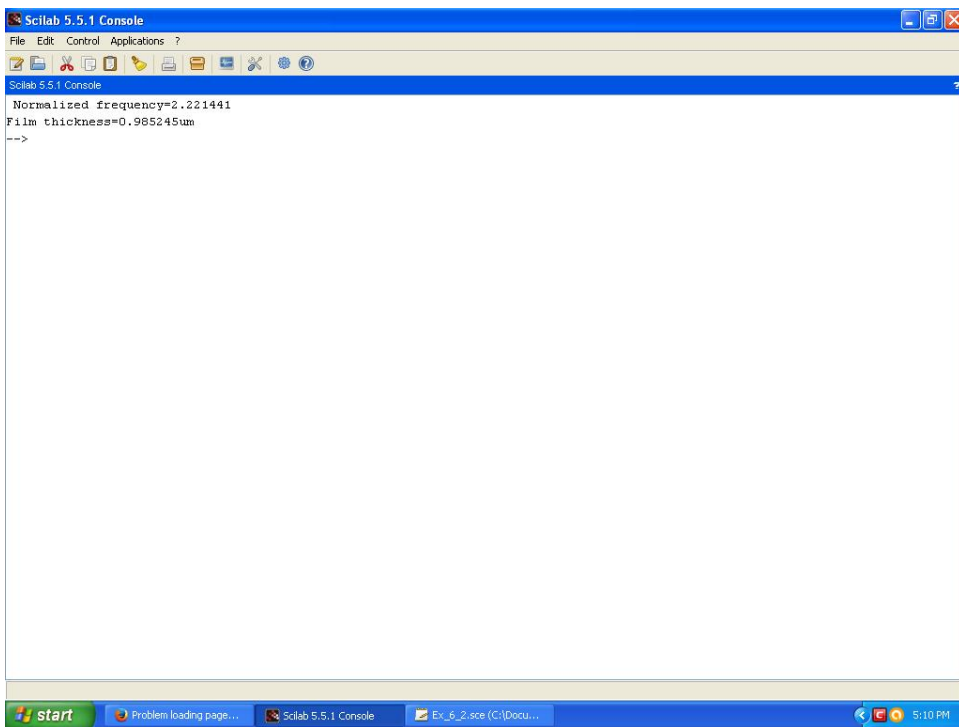 Scilab 5.5.1 Console
File Edit Control Applications ?
Scilab 5.5.1 Console ?
Normalized frequency=2.221441
Film thickness=0.985245um
-->
start Problem loading page... Scilab 5.5.1 Console Ex_6_2.sce (C:\Docu... 5:10 PM